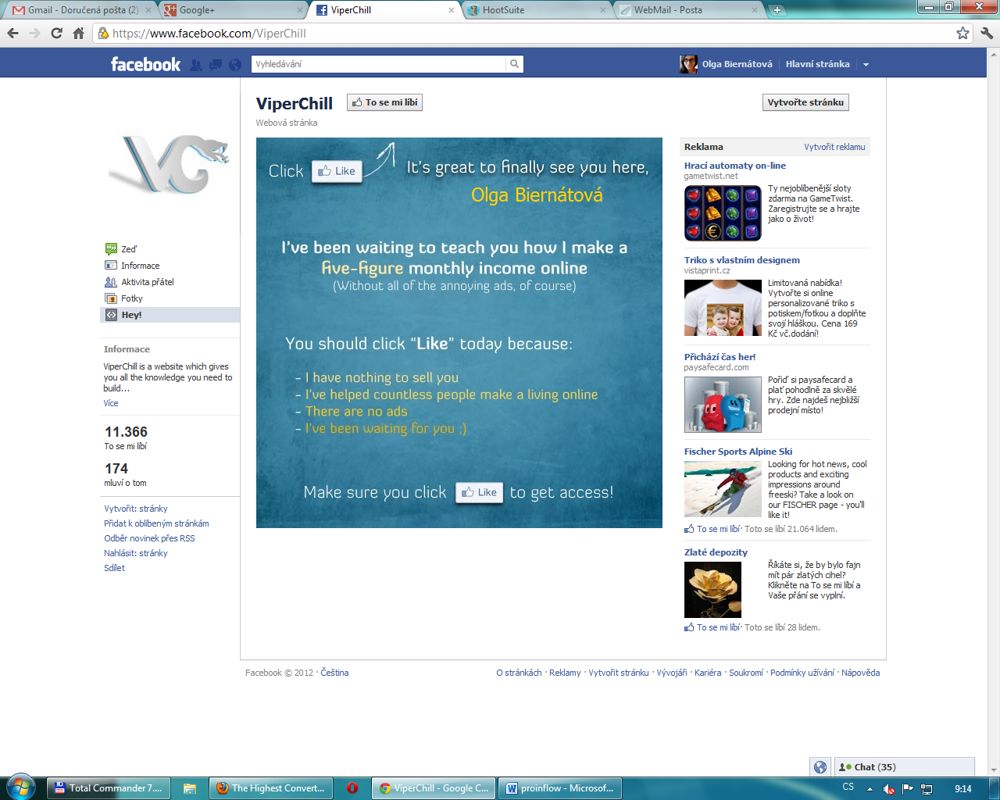 Gmail - Doručená pošta (2)
Google+
ViperChill
HootSuite
WebMail - Posta
https://www.facebook.com/ViperChill
facebook
Vyhledávání
Olga Biernátová
Hlavní stránka
VC
Zeď
Informace
Aktivita přátel
Fotky
Hey!
Informace
ViperChill is a website which gives
you all the knowledge you need to
build...
Více
11.366
To se mi líbí
174
mluví o tom
Vytvořit: stránky
Přidat k oblíbeným stránkám
Odběr novinek přes RSS
Nahlásit: stránky
Sdílet
ViperChill
To se mi líbí
Vytvořte stránku
Webová stránka
Click Like
It's great to finally see you here,
Olga Biernátová
I've been waiting to teach you how I make a
five-figure monthly income online
(Without all of the annoying ads, of course)
You should click “Like” today because:
- I have nothing to sell you
- I've helped countless people make a living online
- There are no ads
- I've been waiting for you ;)
Make sure you click Like to get access!
Reklama
Vytvořit reklamu
Hrací automaty on-line
gametwist.net
Ty nejoblíbenější sloty
zdarma na GameTwist.
Zaregistrujte se a hrajte
jako o život!
Triko s vlastním designem
vistaprint.cz
Limitovaná nabídka!
Vytvořte si online
personalizované triko s
potiskem/fotkou a doplňte
svojí hláškou. Cena 169
Kč vč.dodání!
Přichází čas her!
paysafecard.com
Pořiď si paysafecard a
plať pohodlně za skvělé
hry. Zde najdeš nejbližší
prodejní místo!
Fischer Sports Alpine Ski
Looking for hot news, cool
products and exciting
impressions around
freeski? Take a look on
our FISCHER page - you'll
like it!
To se mi líbí · Toto se líbí 21.064 lidem.
Zlaté depozity
Říkáte si, že by bylo fajn
mít pár zlatých cihel?
Klikněte na To se mi líbí a
Vaše přání se vyplní.
To se mi líbí · Toto se líbí 28 lidem.
Facebook © 2012 · Čeština
O stránkách · Reklamy · Vytvořit stránku · Vývojáři · Kariéra · Soukromí · Podmínky užívání · Nápověda
Chat (35)
Total Commander 7....
The Highest Convert...
ViperChill - Google C...
proinflow - Microsof...
CS
9:14